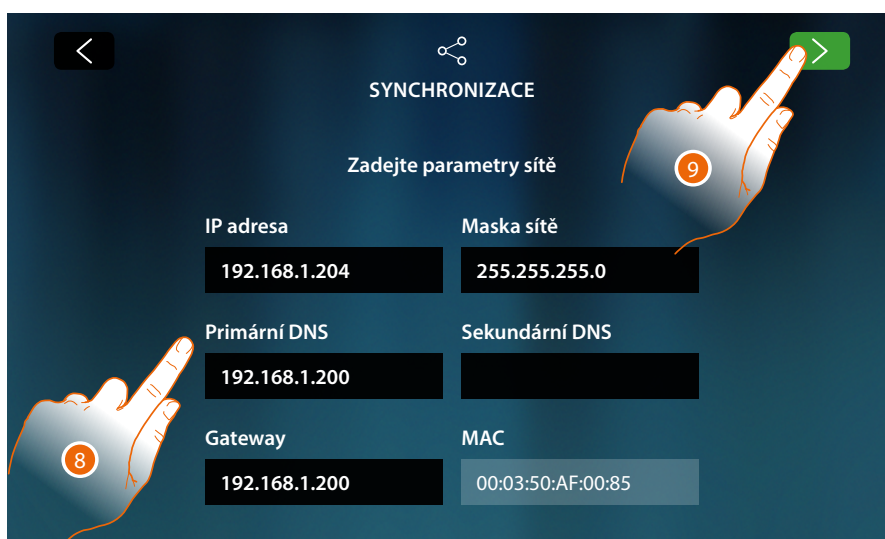 SYNCHRONIZACE
Zadejte parametry sítě
9
IP adresa
Maska sítě
192.168.1.204
255.255.255.0
Primární DNS
Sekundární DNS
192.168.1.200
Gateway
MAC
8
192.168.1.200
00:03:50:AF:00:85